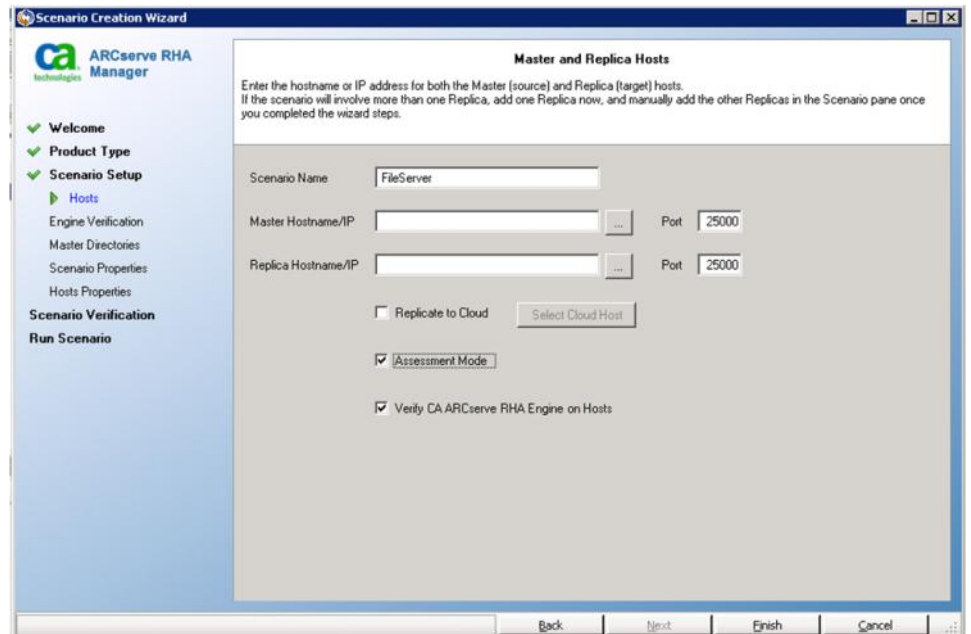 Scenario Creation Wizard
ca
technologies
ARCserve RHA
Manager
Welcome
Product Type
Scenario Setup
Hosts
Engine Verification
Master Directories
Scenario Properties
Hosts Properties
Scenario Verification
Run Scenario
Master and Replica Hosts
Enter the hostname or IP address for both the Master (source) and Replica (target) hosts.
If the scenario will involve more than one Replica, add one Replica now, and manually add the other Replicas in the Scenario pane once
you completed the wizard steps.
Scenario Name FileServer
Master Hostname/IP ... Port 25000
Replica Hostname/IP ... Port 25000
Replicate to Cloud Select Cloud Host
Assessment Mode
Verify CA ARCserve RHA Engine on Hosts
Back Next Finish Cancel